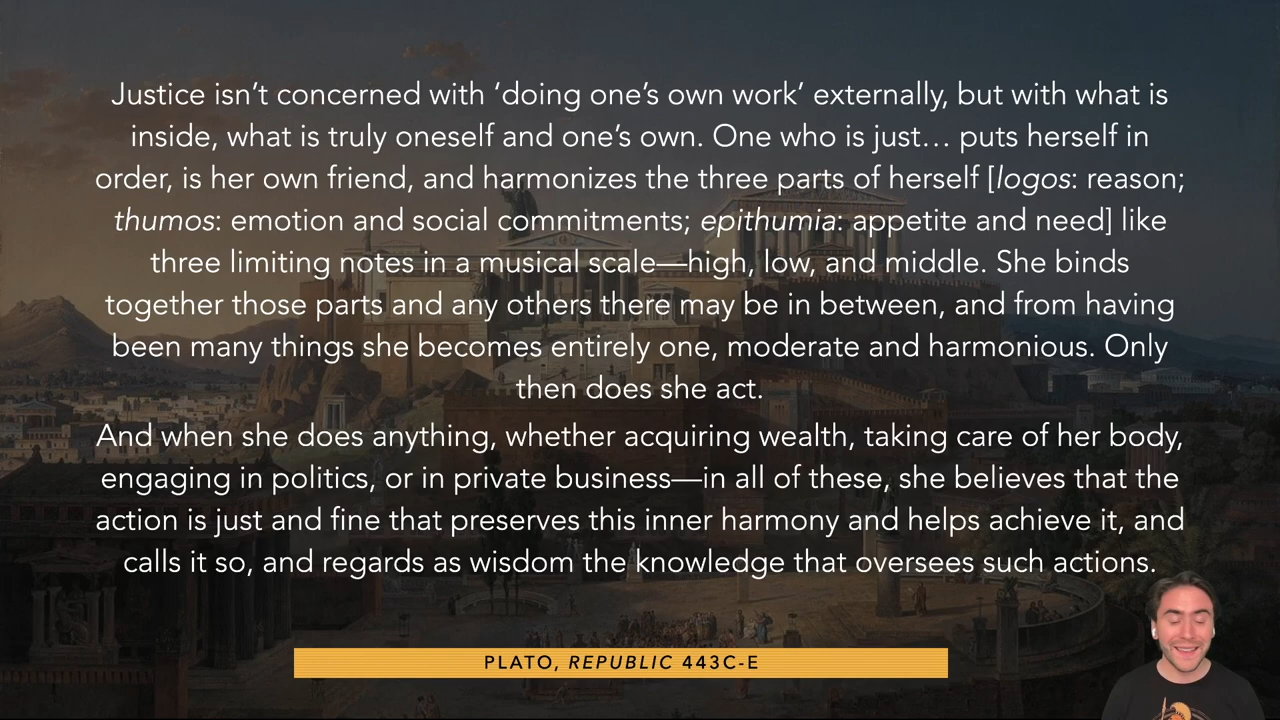 Justice isn’t concerned with ‘doing one’s own work’ externally, but with what is
inside, what is truly oneself and one’s own. One who is just… puts herself in
order, is her own friend, and harmonizes the three parts of herself [logos: reason;
thumos: emotion and social commitments; epithumia: appetite and need] like
three limiting notes in a musical scale—high, low, and middle. She binds
together those parts and any others there may be in between, and from having
been many things she becomes entirely one, moderate and harmonious. Only
then does she act.
And when she does anything, whether acquiring wealth, taking care of her body,
engaging in politics, or in private business—in all of these, she believes that the
action is just and fine that preserves this inner harmony and helps achieve it, and
calls it so, and regards as wisdom the knowledge that oversees such actions.
PLATO, REPUBLIC 443C-E